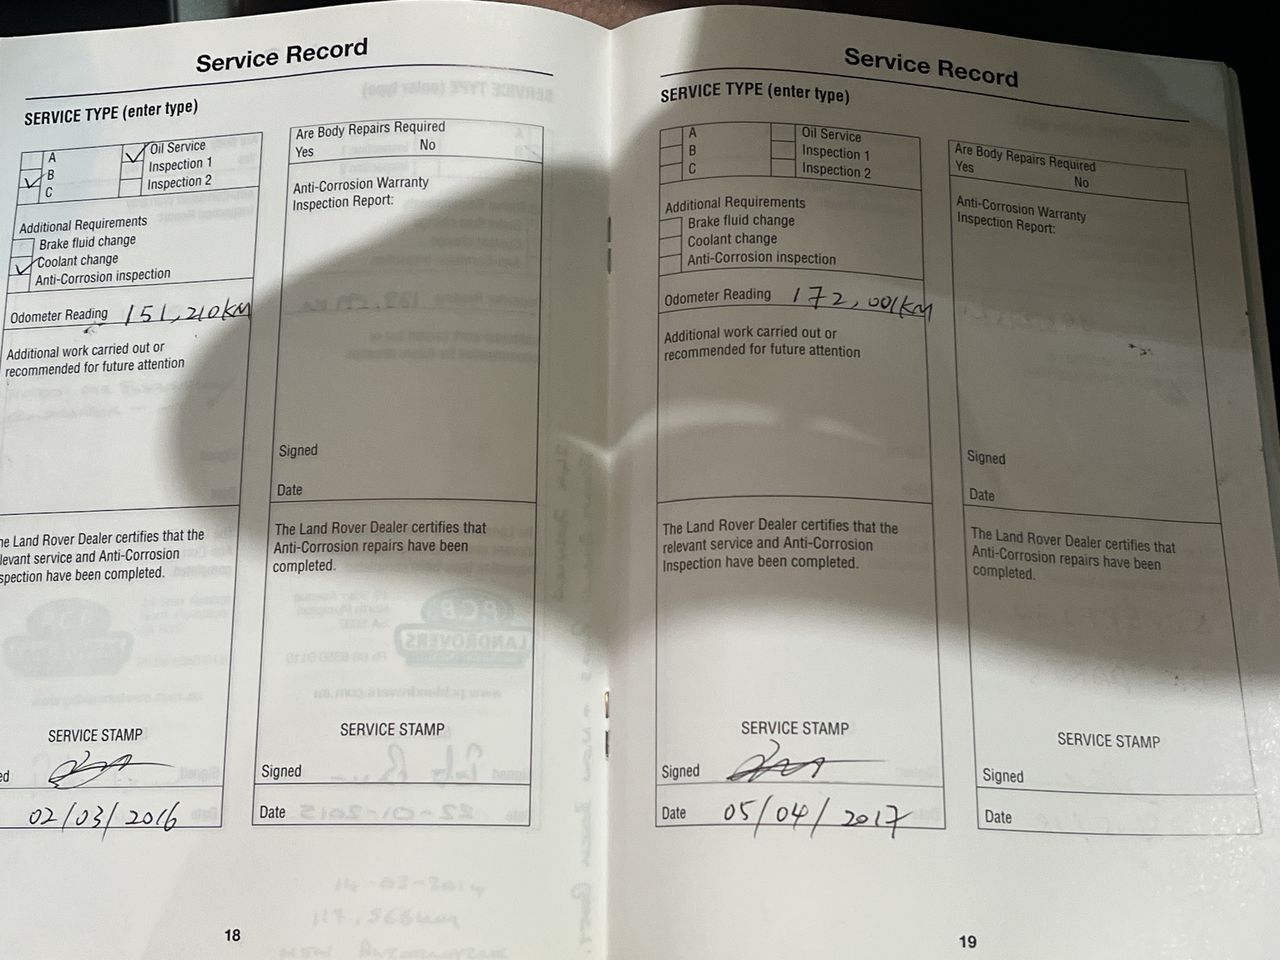 Service Record
SERVICE TYPE (enter type)
A
B
C
Oil Service
Inspection 1
Inspection 2
Additional Requirements
Brake fluid change
Coolant change
Anti-Corrosion inspection
Odometer Reading 151,210KM
Additional work carried out or
recommended for future attention
he Land Rover Dealer certifies that the
levant service and Anti-Corrosion
spection have been completed.
SERVICE STAMP
ed
02/03/2016
Are Body Repairs Required
Yes No
Anti-Corrosion Warranty
Inspection Report:
Signed
Date
The Land Rover Dealer certifies that
Anti-Corrosion repairs have been
completed.
SERVICE STAMP
Signed
Date
18
Service Record
SERVICE TYPE (enter type)
A
B
C
Oil Service
Inspection 1
Inspection 2
Additional Requirements
Brake fluid change
Coolant change
Anti-Corrosion inspection
Odometer Reading 172,001KM
Additional work carried out or
recommended for future attention
The Land Rover Dealer certifies that the
relevant service and Anti-Corrosion
Inspection have been completed.
SERVICE STAMP
Signed
Date 05/04/2017
Are Body Repairs Required
Yes No
Anti-Corrosion Warranty
Inspection Report:
Signed
Date
The Land Rover Dealer certifies that
Anti-Corrosion repairs have been
completed.
SERVICE STAMP
Signed
Date
19